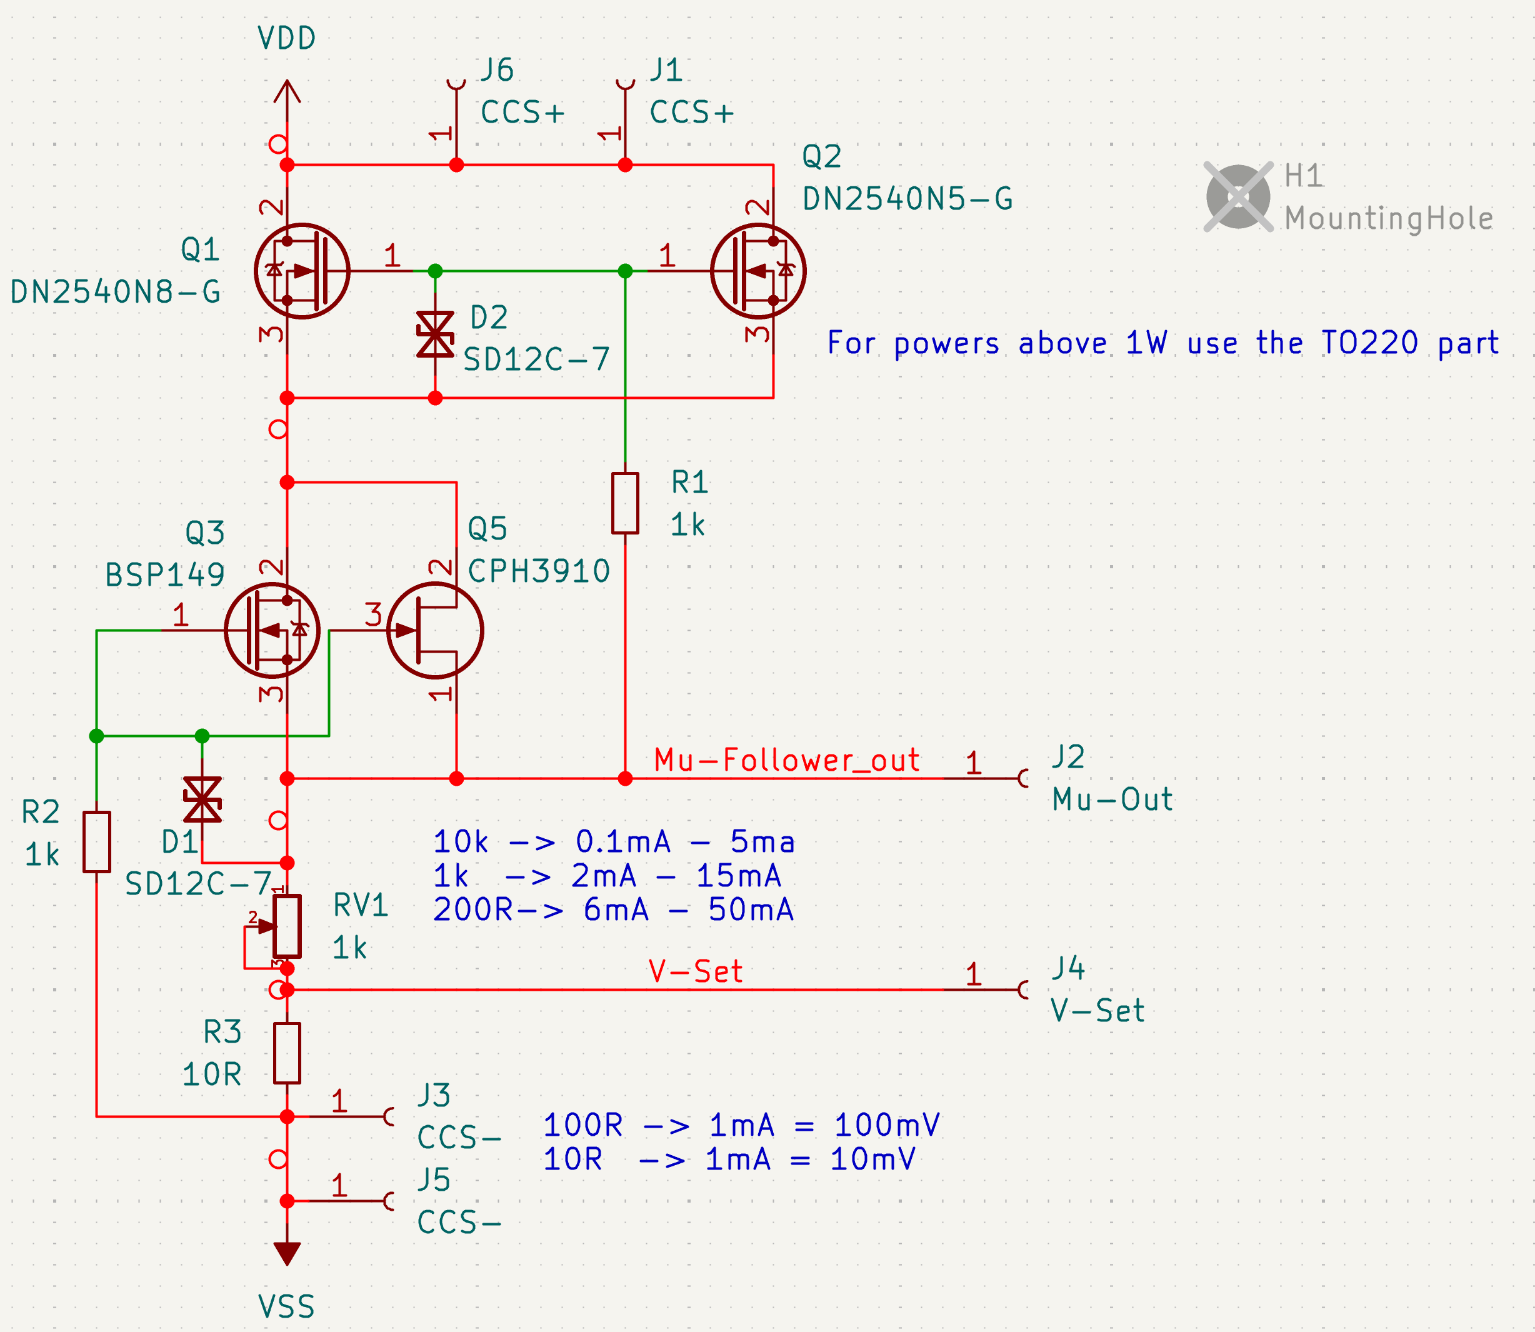 VDD
J6
CCS+
1
J1
CCS+
1
Q2
DN2540N5-G
2
1
3
H1
MountingHole
Q1
DN2540N8-G
2
1
3
D2
SD12C-7
For powers above 1W use the TO220 part
R1
1k
Q3
BSP149
2
1
3
Q5
CPH3910
2
3
1
Mu-Follower_out
1
J2
Mu-Out
R2
1k
D1
SD12C-7
10k -> 0.1mA - 5ma
1k -> 2mA - 15mA
200R-> 6mA - 50mA
1
2
3
RV1
1k
V-Set
1
J4
V-Set
R3
10R
1
J3
CCS-
100R -> 1mA = 100mV
10R -> 1mA = 10mV
1
J5
CCS-
VSS